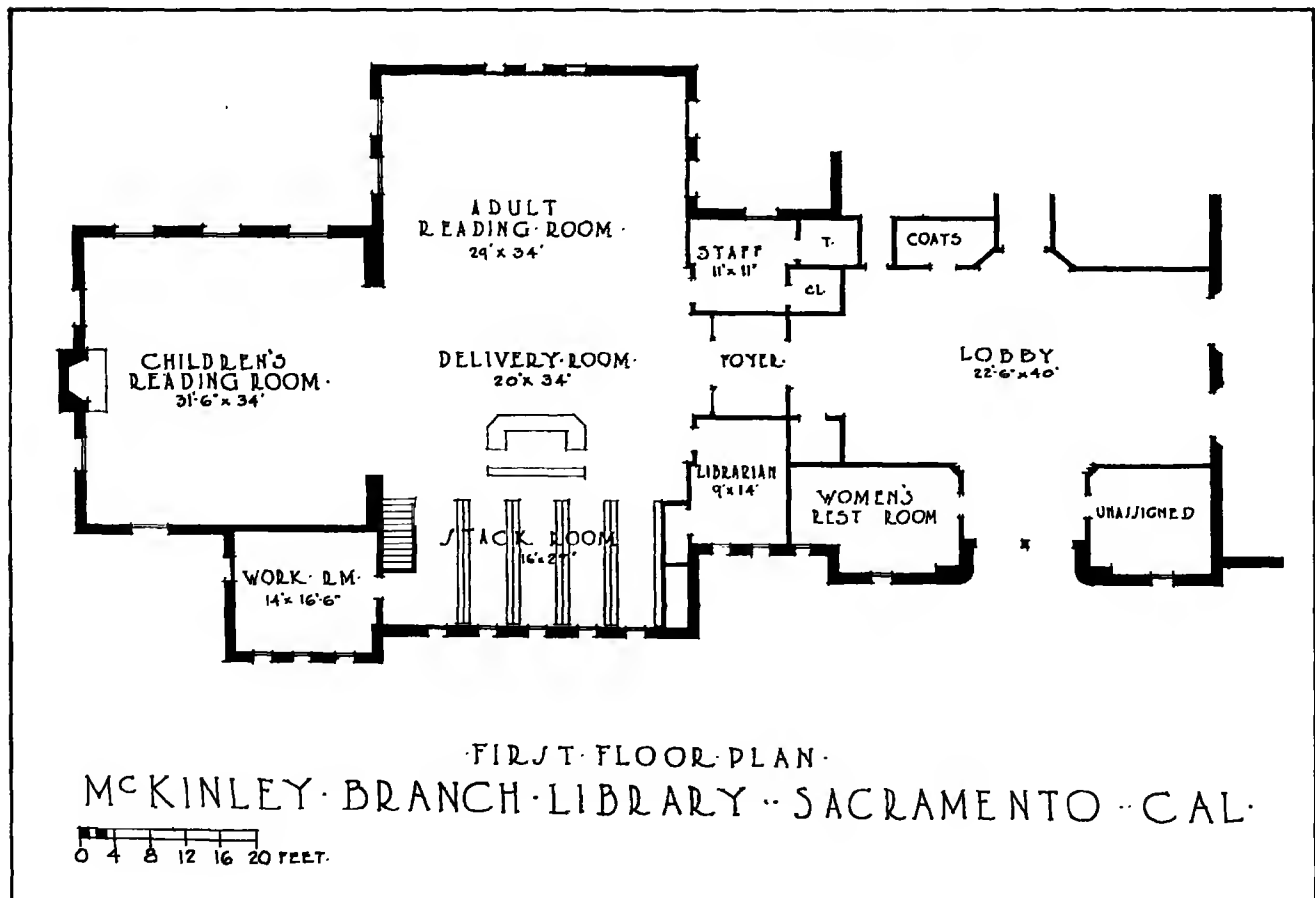 ADULT
READING·ROOM·
29' x 34'
STAFF
11' x 11"
T.
COATS
CL.
CHILDREN'S
READING ROOM·
31'-6" x 34'
DELIVERY·ROOM·
20' x 34'
FOYER·
LOBBY
22'-6" x 40'
LIBRARIAN
9' x 14'
WOMEN'S
REST ROOM
UNASSIGNED
STACK ROOM
16' x 27'
WORK·RM·
14' x 16'-6"
·FIRST·FLOOR·PLAN·
McKINLEY·BRANCH·LIBRARY··SACRAMENTO··CAL·
0 4 8 12 16 20 FEET·